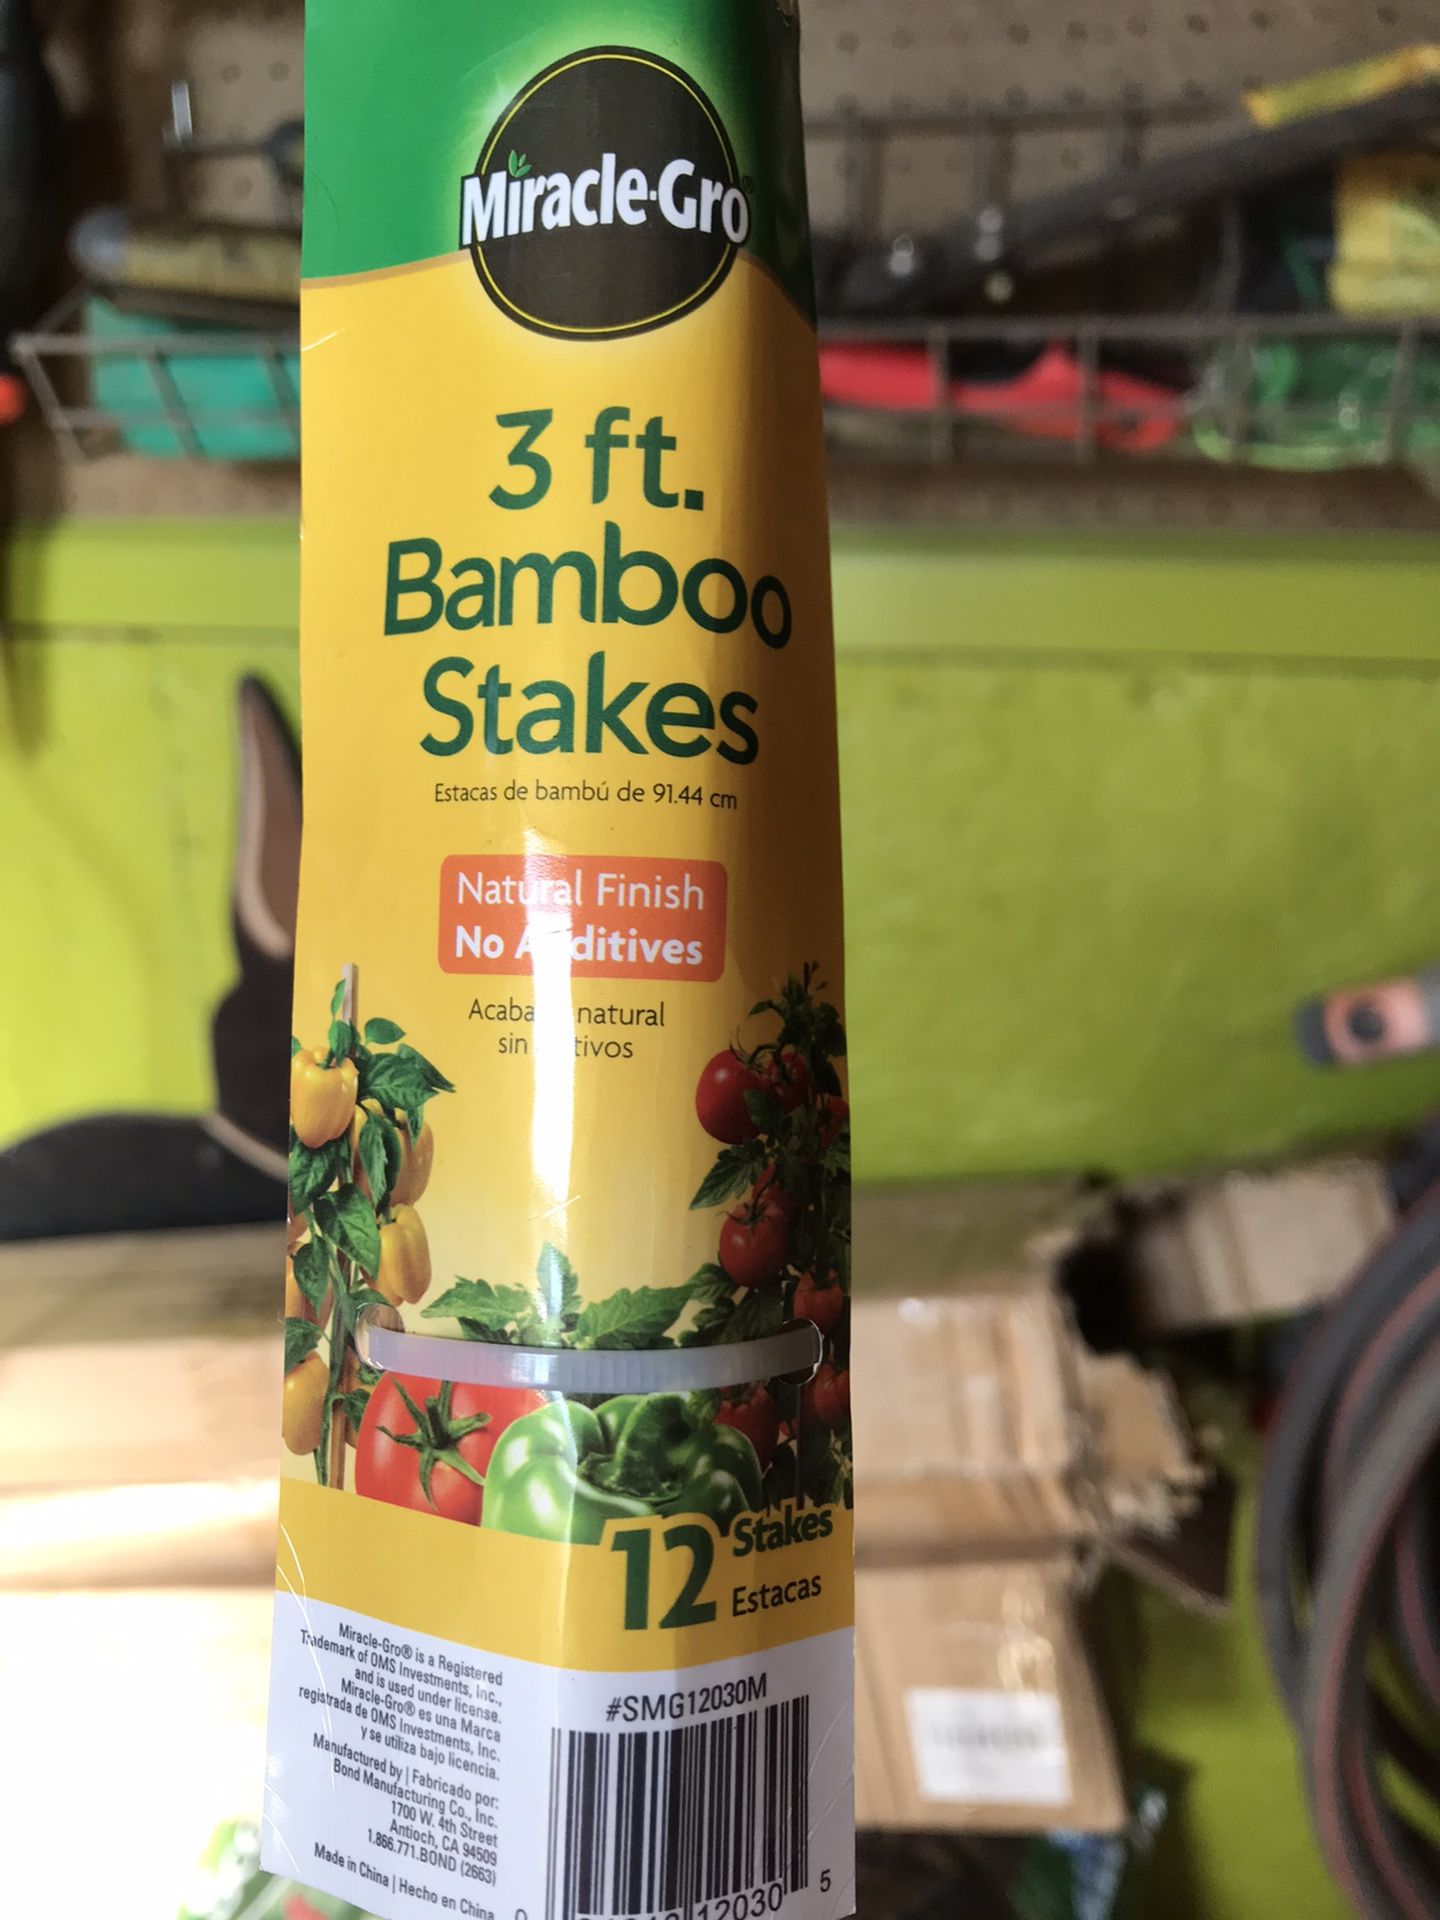 Miracle-Gro®
3 ft.
Bamboo
Stakes
Estacas de bambú de 91.44 cm
Natural Finish
No Additives
natural
sin
12 Stakes
Estacas
Miracle-Gro® is a Registered
Trademark of OMS Investments, Inc.,
and is used under license.
Miracle-Gro® es una Marca
registrada de OMS Investments, Inc.
y se utiliza bajo licencia.
Manufactured by | Fabricado por:
Bond Manufacturing Co., Inc.
1700 W. 4th Street
Antioch, CA 94509
1.866.771.BOND (2663)
Made in China | Hecho en China
#SMG12030M
0 12030 5